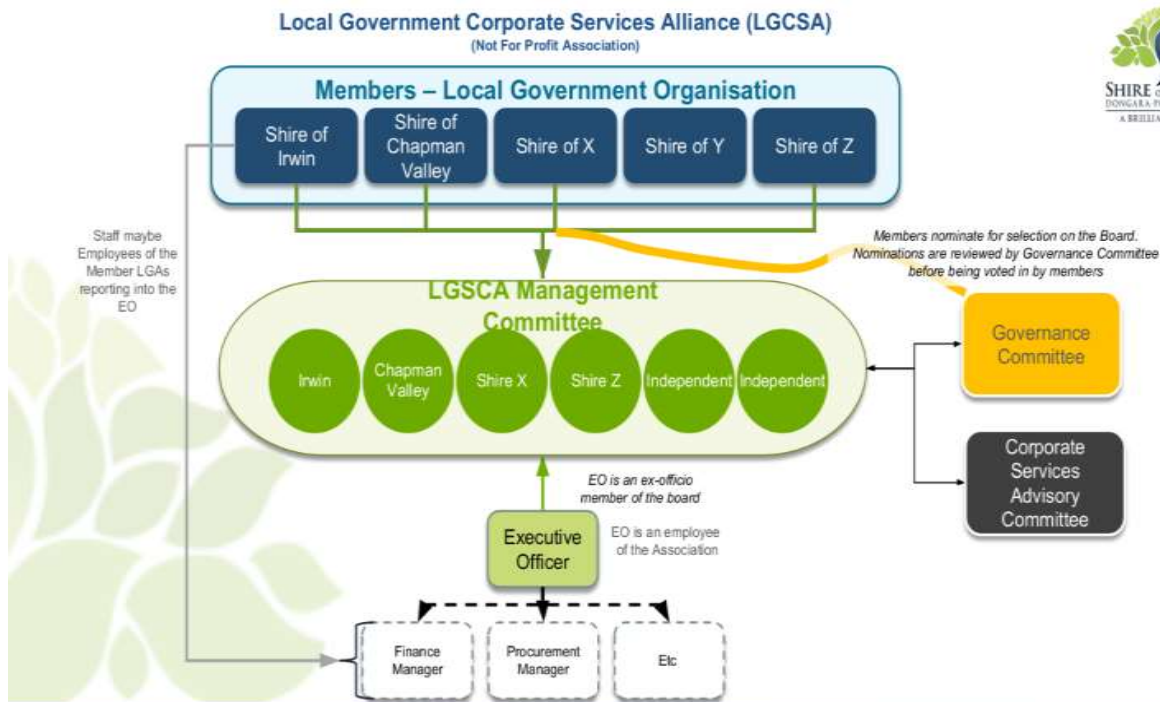 Local Government Corporate Services Alliance (LGCSA)
(Not For Profit Association)
SHIRE
DONGARA
A BRILLIA
Members – Local Government Organisation
Shire of
Irwin
Shire of
Chapman
Valley
Shire of X
Shire of Y
Shire of Z
Staff maybe
Employees of the
Member LGAs
reporting into the
EO
Members nominate for selection on the Board.
Nominations are reviewed by Governance Committee
before being voted in by members
LGSCA Management
Committee
Irwin
Chapman
Valley
Shire X
Shire Z
Independent
Independent
Governance
Committee
Corporate
Services
Advisory
Committee
EO is an ex-officio
member of the board
Executive
Officer
EO is an employee
of the Association
Finance
Manager
Procurement
Manager
Etc